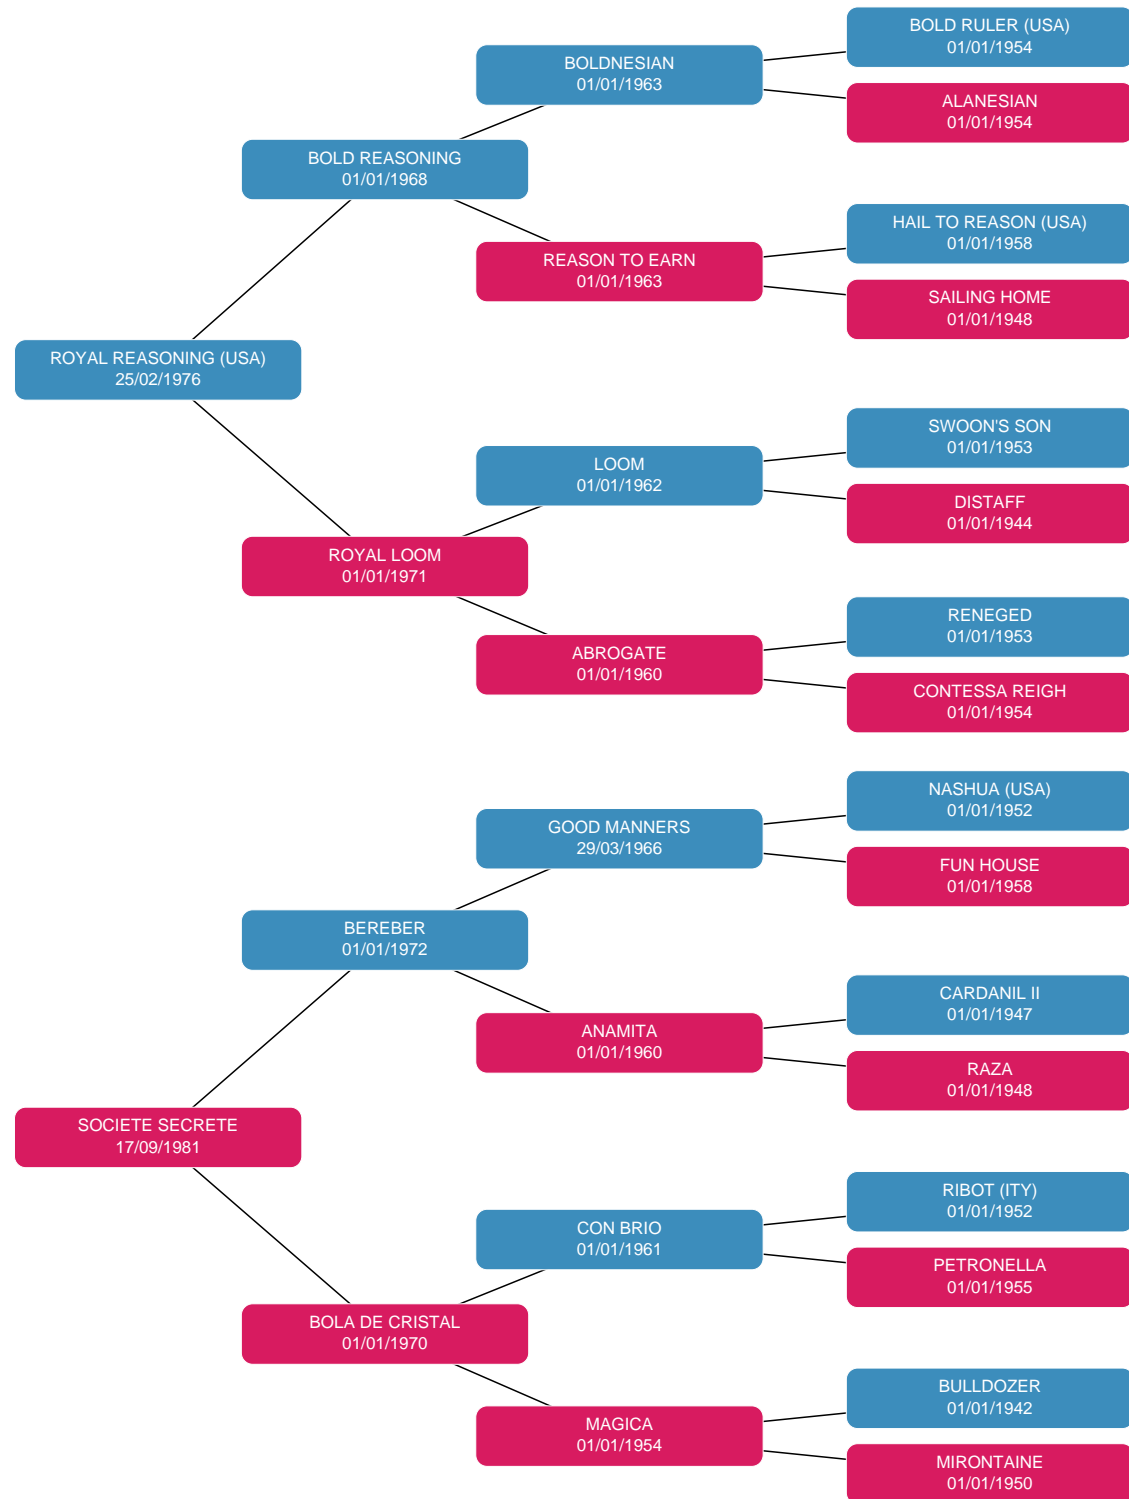 BOLD RULER (USA)
01/01/1954
BOLDNESIAN
01/01/1963
ALANESIAN
01/01/1954
BOLD REASONING
01/01/1968
HAIL TO REASON (USA)
01/01/1958
REASON TO EARN
01/01/1963
SAILING HOME
01/01/1948
ROYAL REASONING (USA)
25/02/1976
SWOON'S SON
01/01/1953
LOOM
01/01/1962
DISTAFF
01/01/1944
ROYAL LOOM
01/01/1971
RENEGED
01/01/1953
ABROGATE
01/01/1960
CONTESSA REIGH
01/01/1954
NASHUA (USA)
01/01/1952
GOOD MANNERS
29/03/1966
FUN HOUSE
01/01/1958
BEREBER
01/01/1972
CARDANIL II
01/01/1947
ANAMITA
01/01/1960
RAZA
01/01/1948
SOCIETE SECRETE
17/09/1981
RIBOT (ITY)
01/01/1952
CON BRIO
01/01/1961
PETRONELLA
01/01/1955
BOLA DE CRISTAL
01/01/1970
BULLDOZER
01/01/1942
MAGICA
01/01/1954
MIRONTAINE
01/01/1950